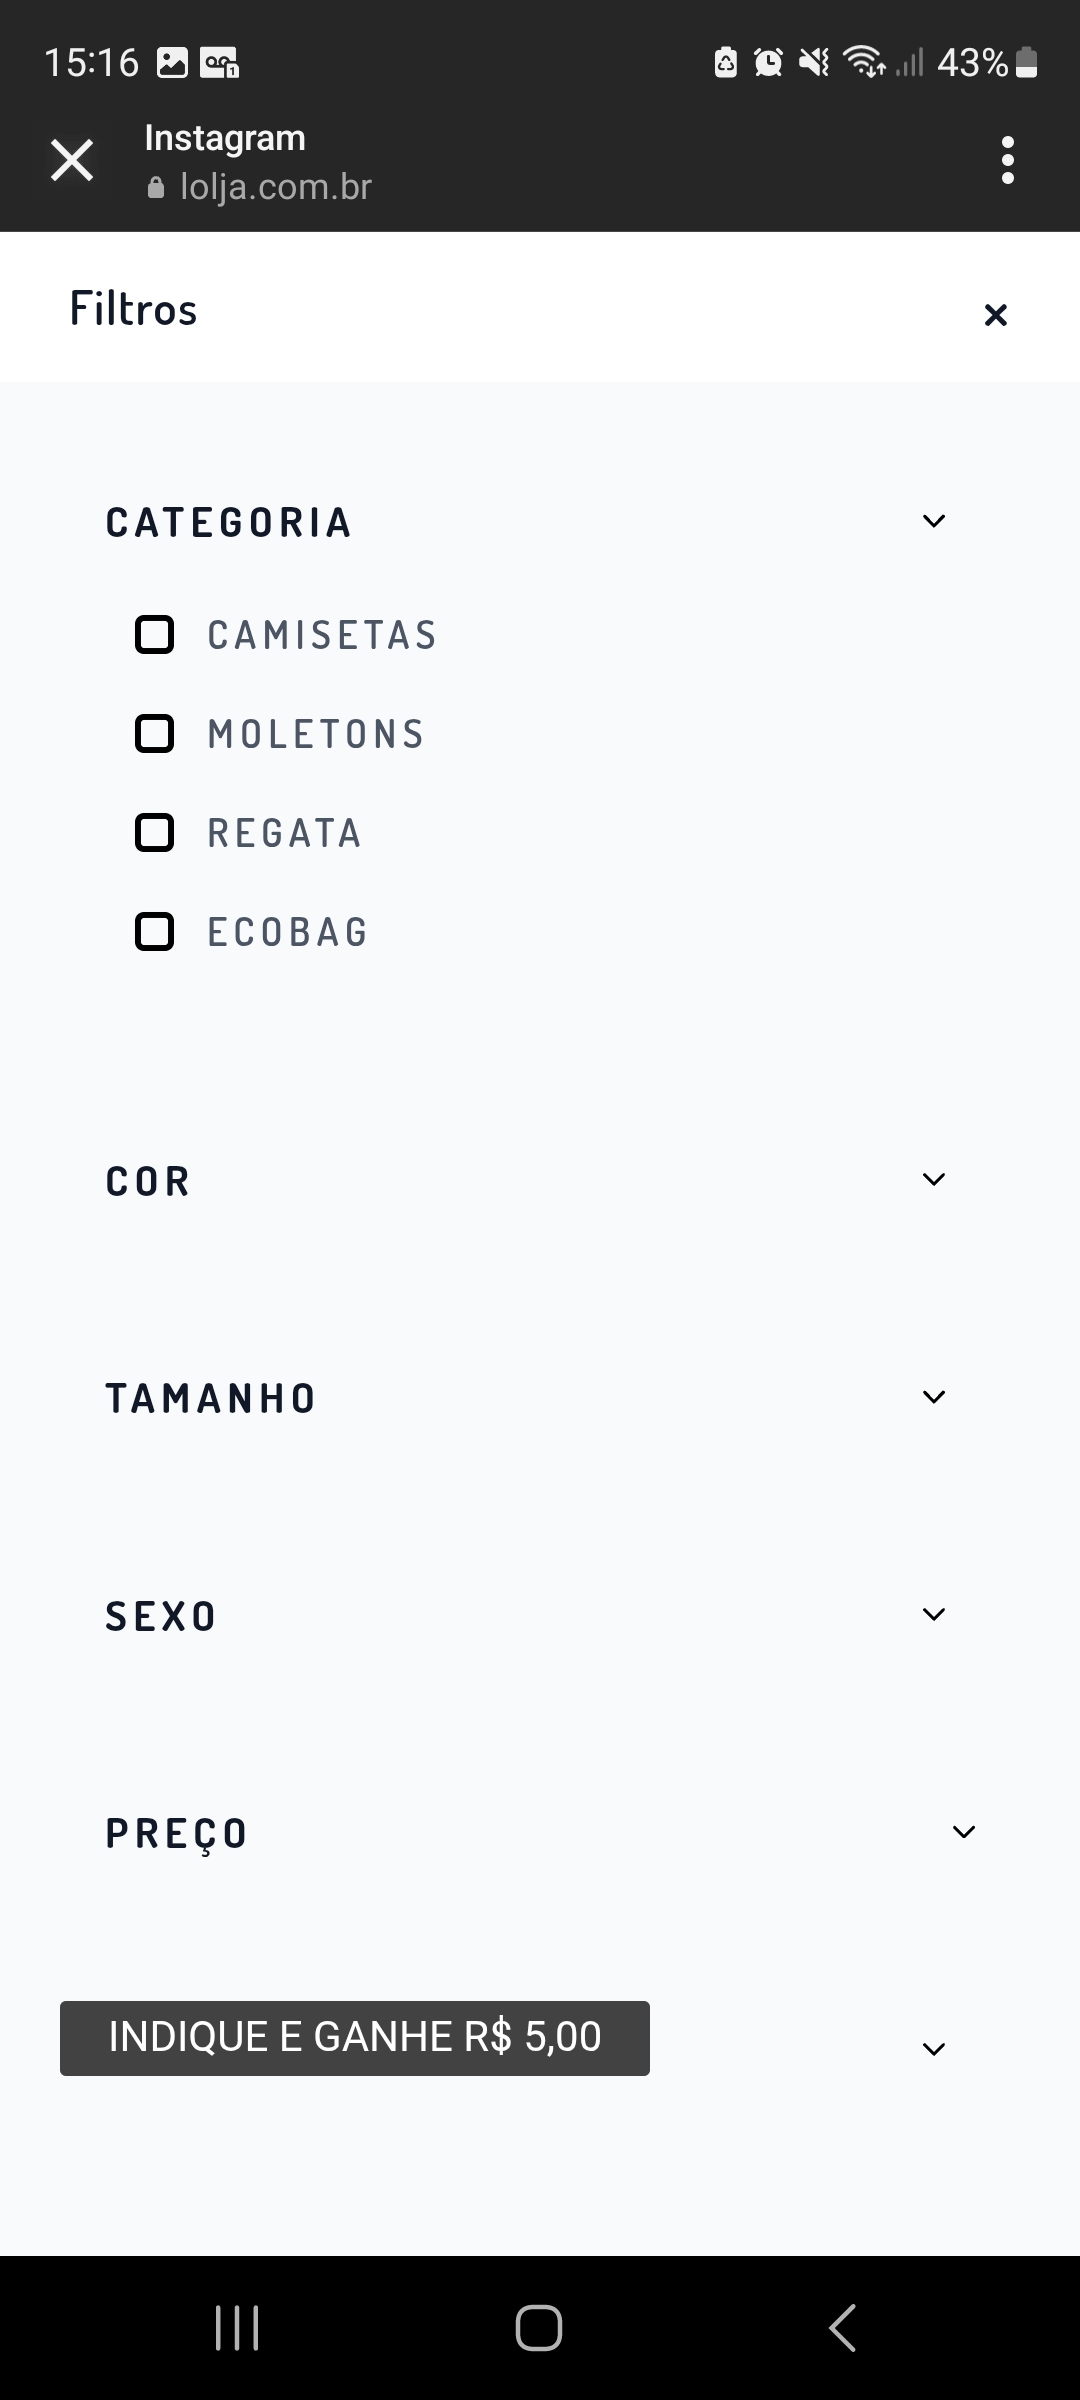 15:16
43%
Instagram
lolja.com.br
Filtros
CATEGORIA
CAMISETAS
MOLETONS
REGATA
ECOBAG
COR
TAMANHO
SEXO
PREÇO
INDIQUE E GANHE R$ 5,00